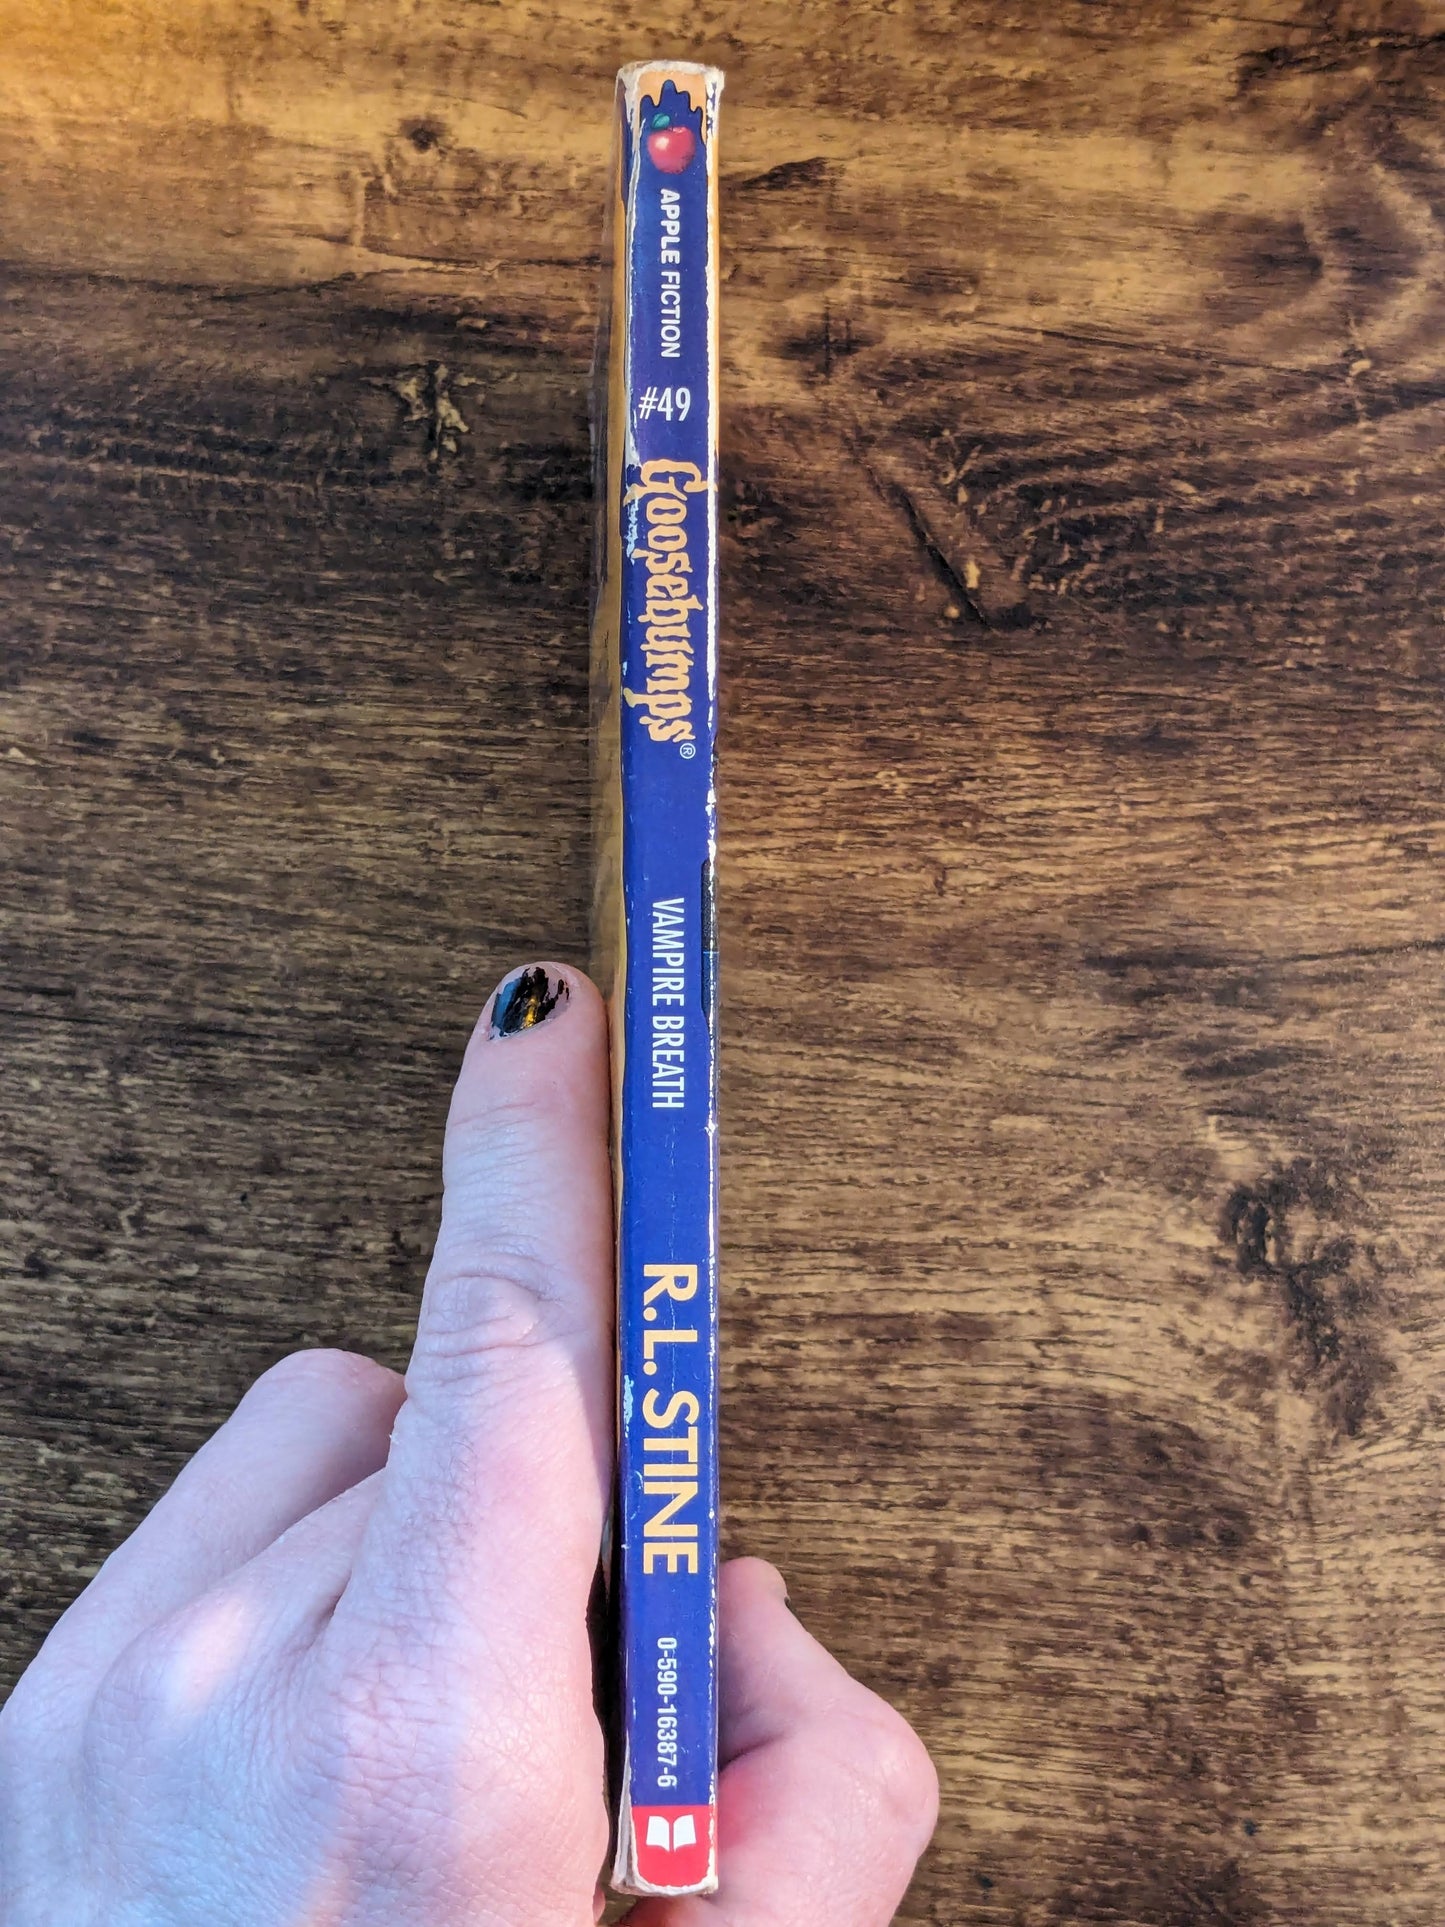 APPLE FICTION
#49
Goosebumps®
VAMPIRE BREATH
R.L. STINE
0-590-16387-6